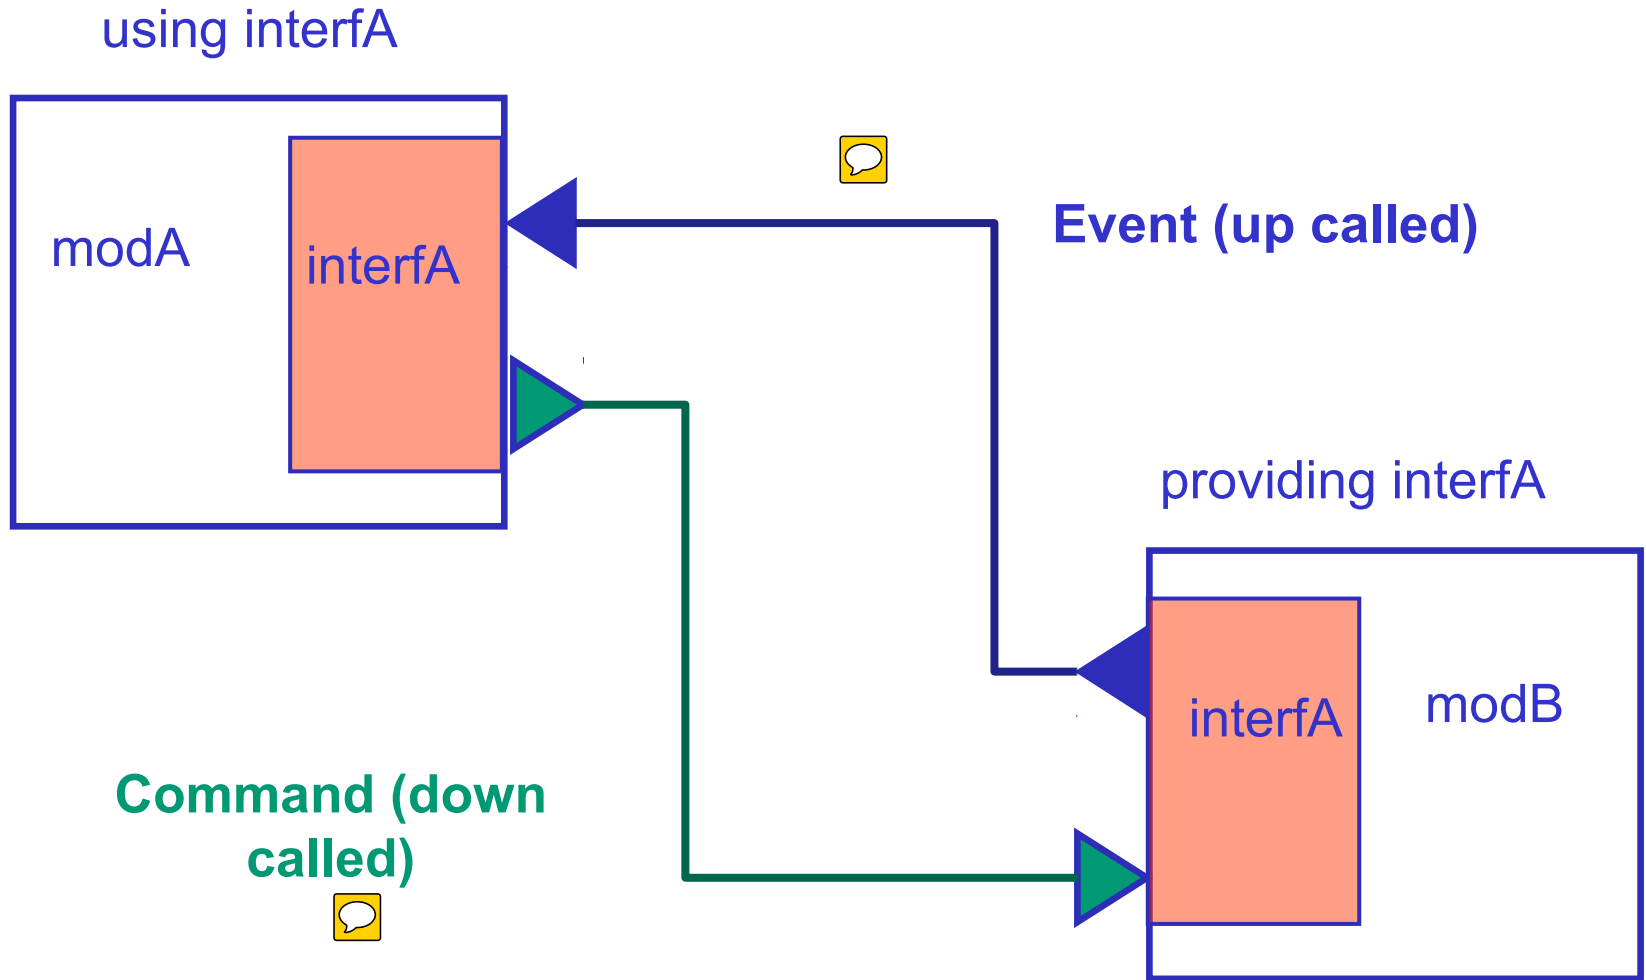 using interfA
modA
interfA
Event (up called)
providing interfA
interfA
modB
Command (down
called)